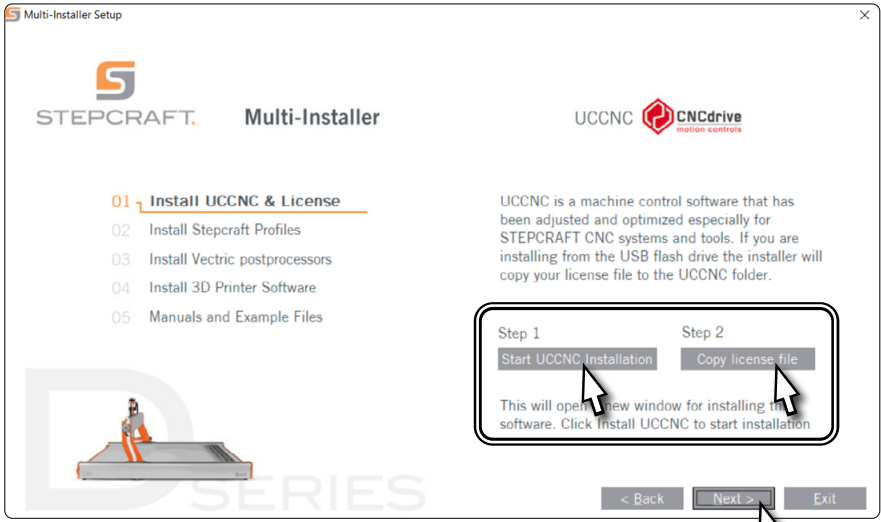 Multi-Installer Setup
STEPCRAFT.
Multi-Installer
UCCNC
CNCdrive
motion controls
01 Install UCCNC & License
02 Install Stepcraft Profiles
03 Install Vectric postprocessors
04 Install 3D Printer Software
05 Manuals and Example Files
UCCNC is a machine control software that has
been adjusted and optimized especially for
STEPCRAFT CNC systems and tools. If you are
installing from the USB flash drive the installer will
copy your license file to the UCCNC folder.
Step 1
Start UCCNC Installation
Step 2
Copy license file
This will open new window for installing the
software. Click Install UCCNC to start installation
D
SERIES
< Back
Next >
Exit